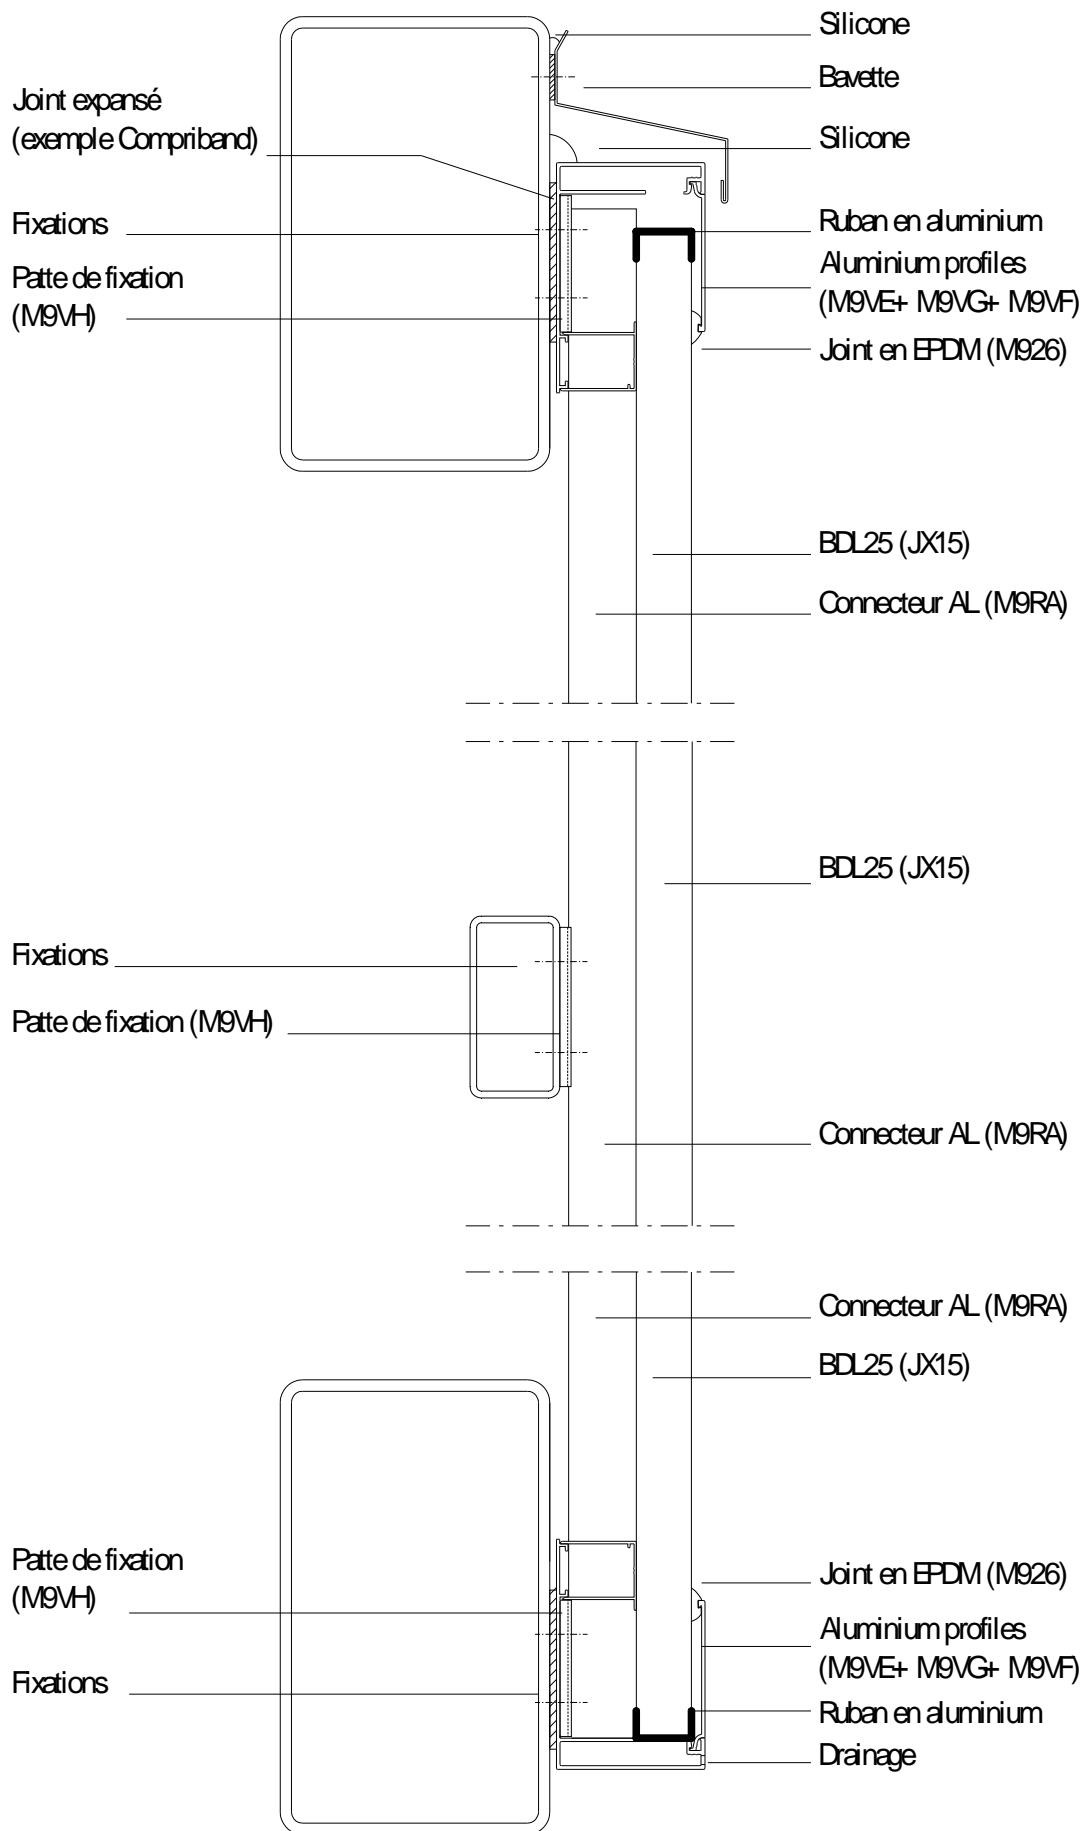 Silicone
Bavette
Joint expansé
(exemple Compriband)
Silicone
Fixations
Ruban en aluminium
Patte de fixation
(M9VH)
Aluminium profiles
(M9VE+ M9VG+ M9VF)
Joint en EPDM (M926)
BDL25 (JX15)
Connecteur AL (M9RA)
BDL25 (JX15)
Fixations
Patte de fixation (M9VH)
Connecteur AL (M9RA)
Connecteur AL (M9RA)
BDL25 (JX15)
Patte de fixation
(M9VH)
Joint en EPDM (M926)
Aluminium profiles
(M9VE+ M9VG+ M9VF)
Fixations
Ruban en aluminium
Drainage